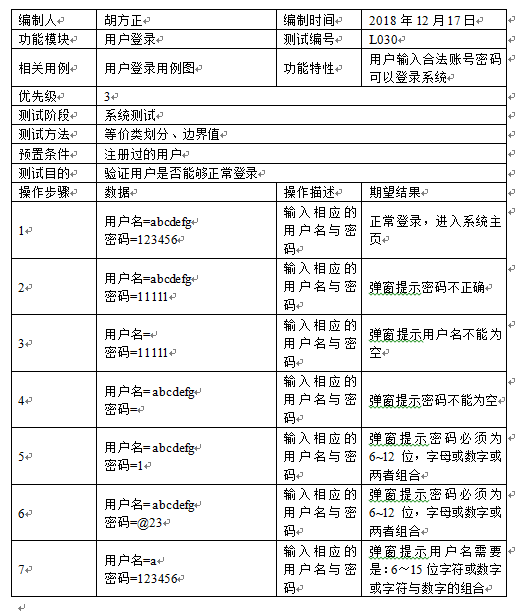 编制人 胡方正 编制时间 2018年12月17日
功能模块 用户登录 测试编号 L030
相关用例 用户登录用例图 功能特性 用户输入合法账号密码
可以登录系统
优先级 3
测试阶段 系统测试
测试方法 等价类划分、边界值
预置条件 注册过的用户
测试目的 验证用户是否能够正常登录
操作步骤 数据 操作描述 期望结果
1
用户名=abcdefg
密码=123456
输入相应的
用户名与密
码
正常登录，进入系统主
页
2
用户名=abcdefg
密码=11111
输入相应的
用户名与密
码
弹窗提示密码不正确
3
用户名=
密码=11111
输入相应的
用户名与密
码
弹窗提示用户名不能为
空
4
用户名= abcdefg
密码=
输入相应的
用户名与密
码
弹窗提示密码不能为空
5
用户名= abcdefg
密码=1
输入相应的
用户名与密
码
弹窗提示密码必须为
6~12 位，字母或数字或
两者组合
6
用户名= abcdefg
密码=@23
输入相应的
用户名与密
码
弹窗提示密码必须为
6~12 位，字母或数字或
两者组合
7
用户名=a
密码=123456
输入相应的
用户名与密
码
弹窗提示用户名需要
是：6～15位字符或数字
或字符与数字的组合